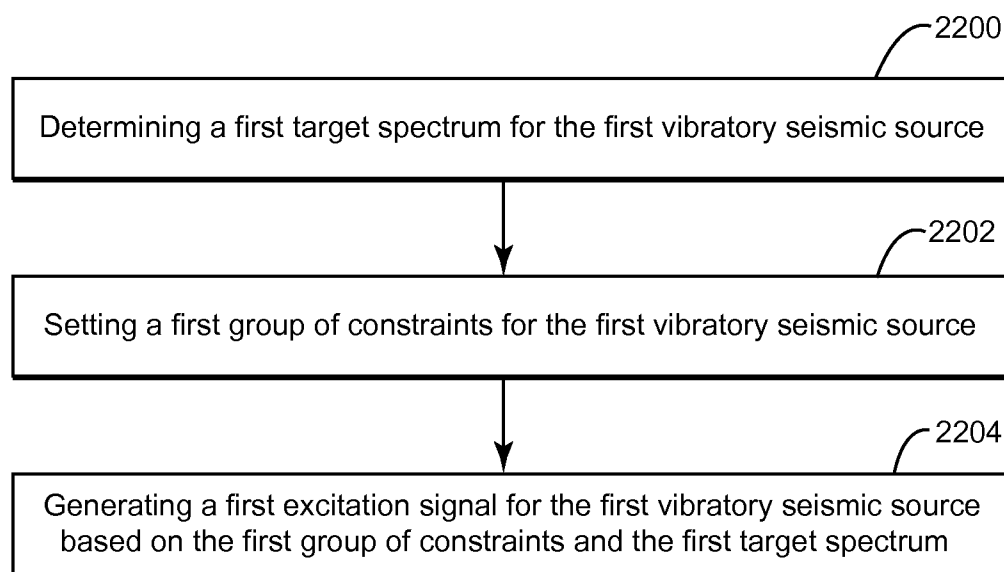 2200
Determining a first target spectrum for the first vibratory seismic source
2202
Setting a first group of constraints for the first vibratory seismic source
2204
Generating a first excitation signal for the first vibratory seismic source
based on the first group of constraints and the first target spectrum